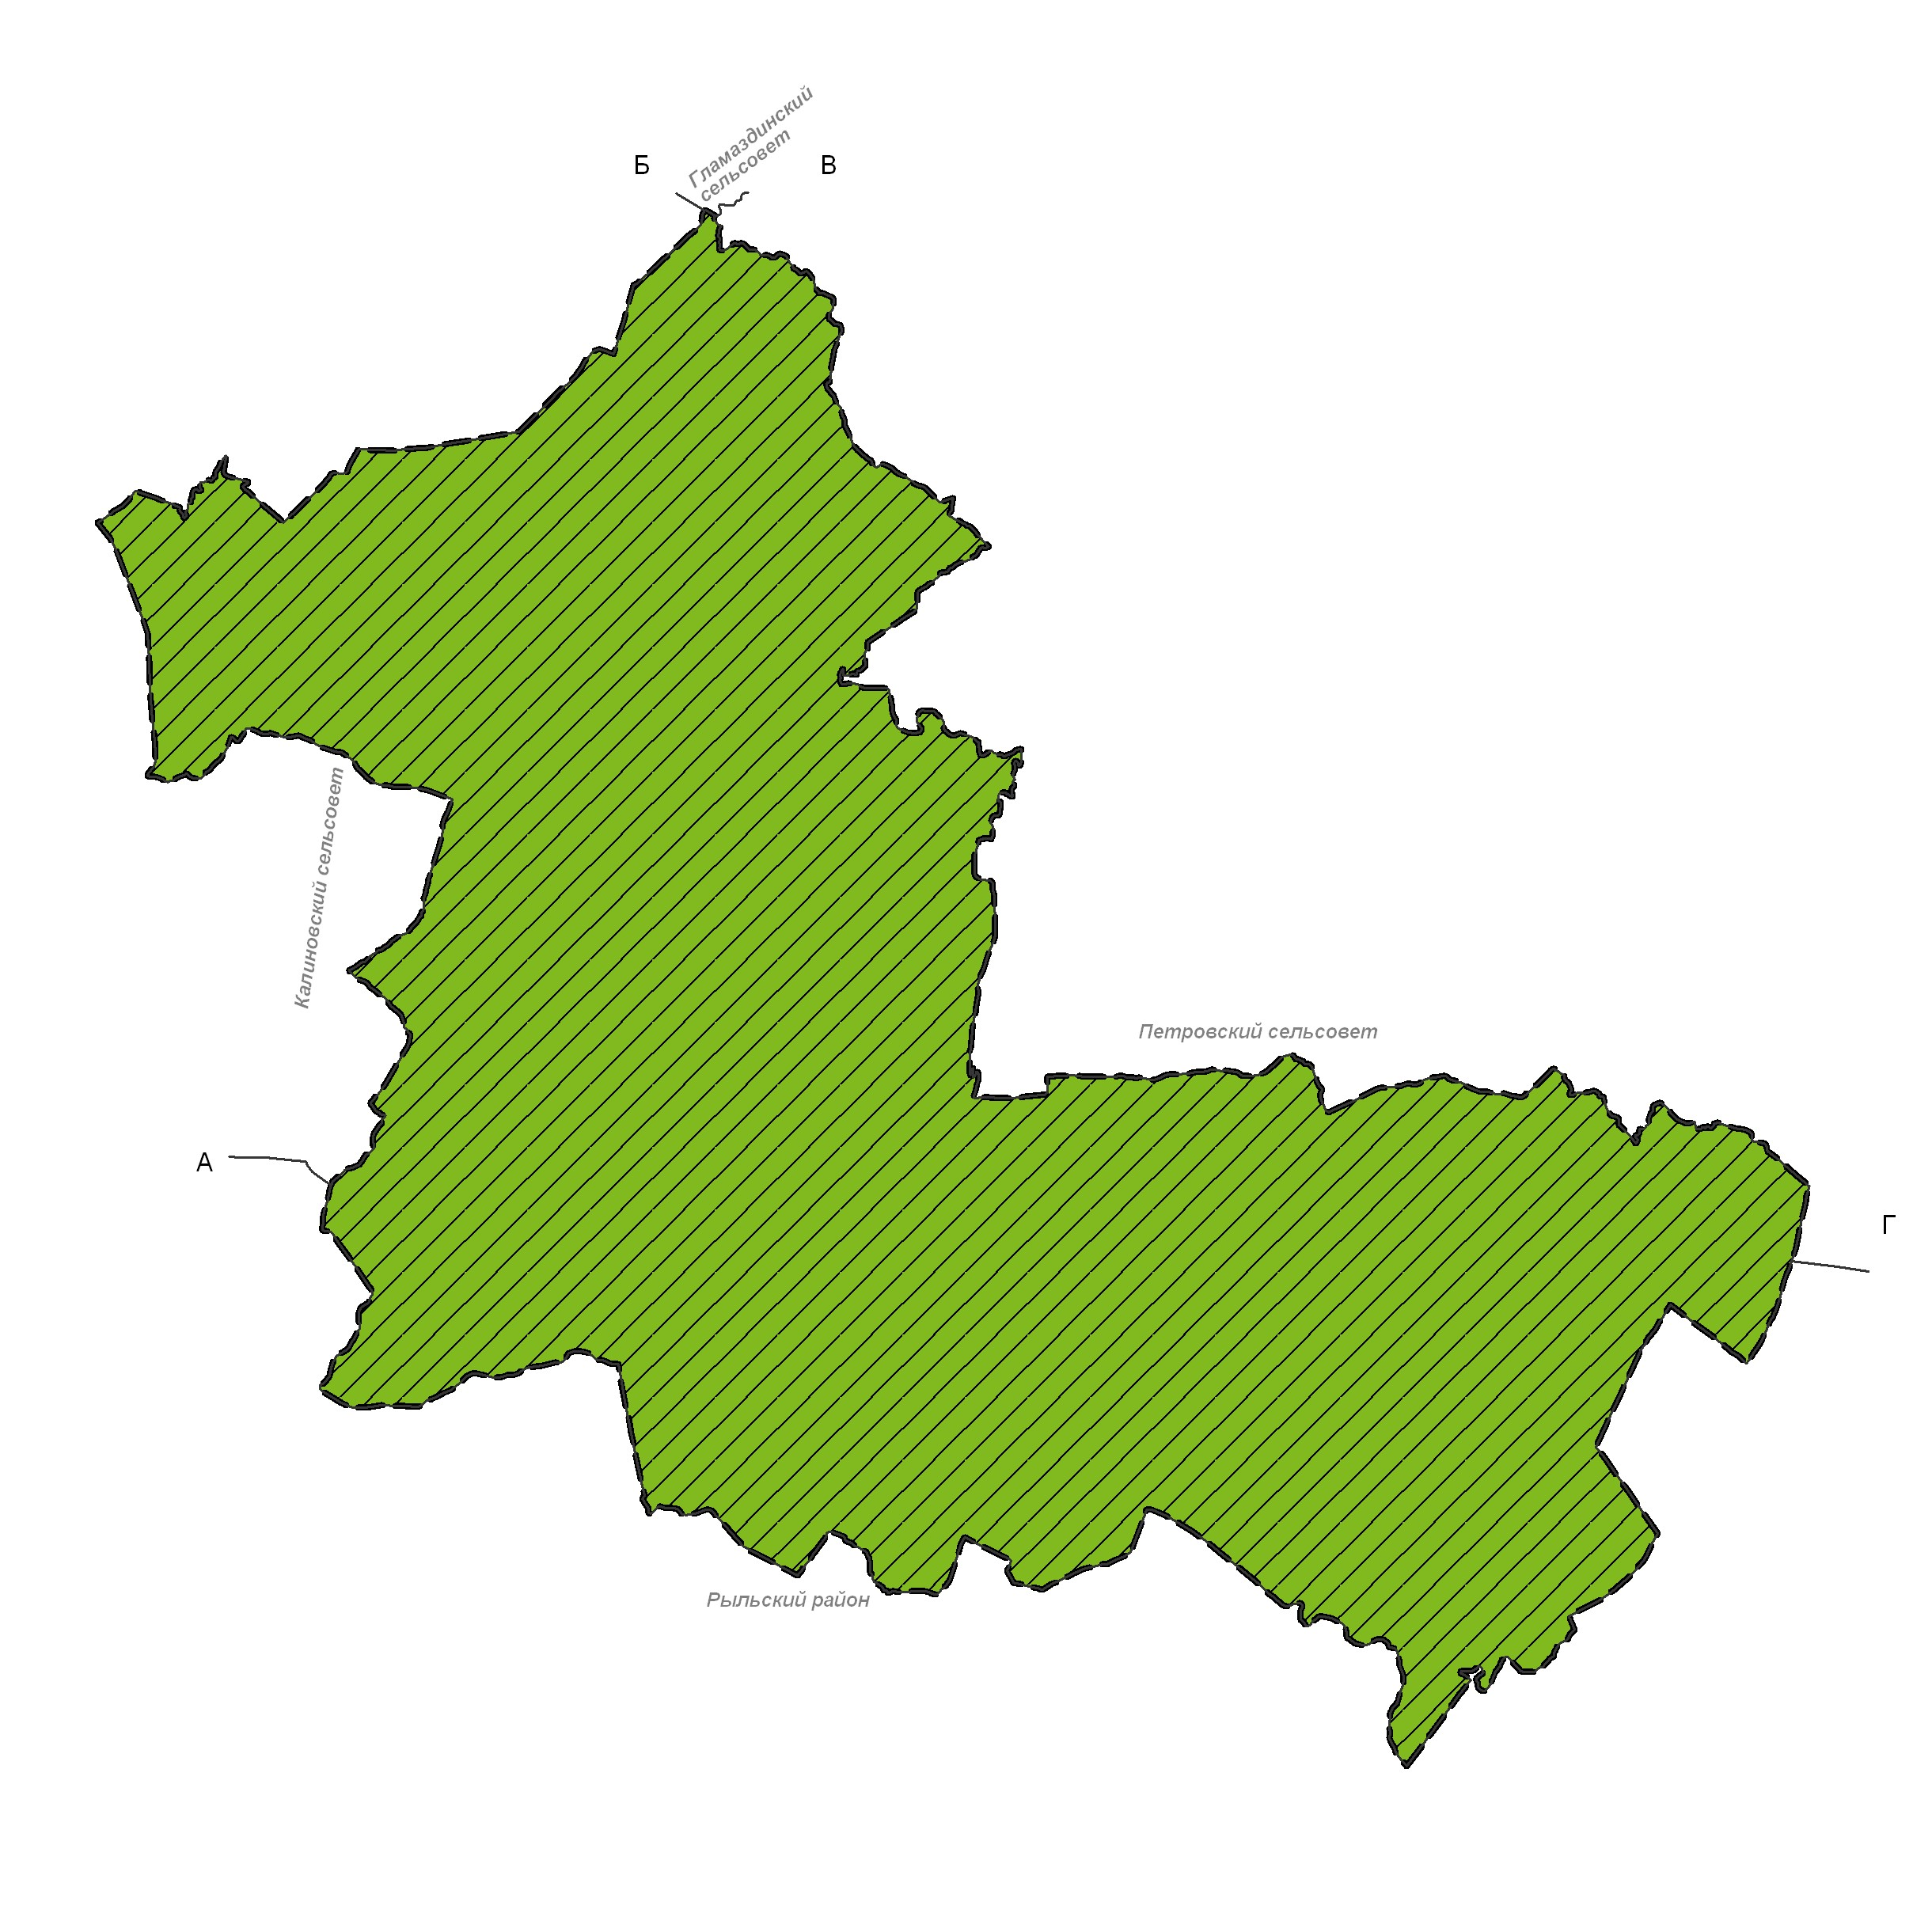 Гламаздинский
сельсовет
Б
В
Калиновский сельсовет
Петровский сельсовет
А
Г
Рыльский район